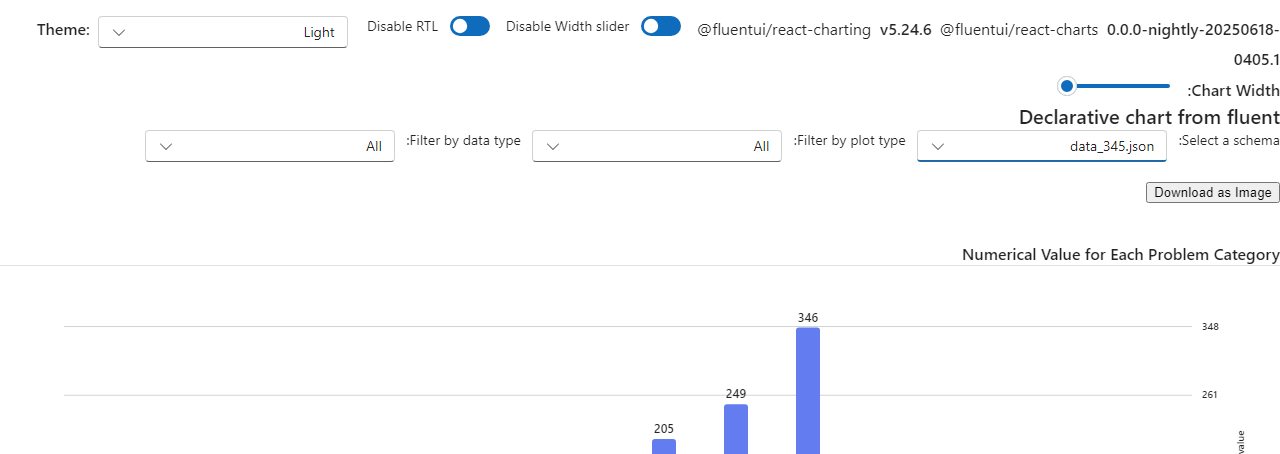 Theme: Light Disable RTL Disable Width slider @fluentui/react-charting v5.24.6 @fluentui/react-charts 0.0.0-nightly-20250618-
0405.1
:Chart Width
Declarative chart from fluent
:Select a schema data_345.json :Filter by plot type All :Filter by data type All
Download as Image
Numerical Value for Each Problem Category
346
348
249
261
205
value